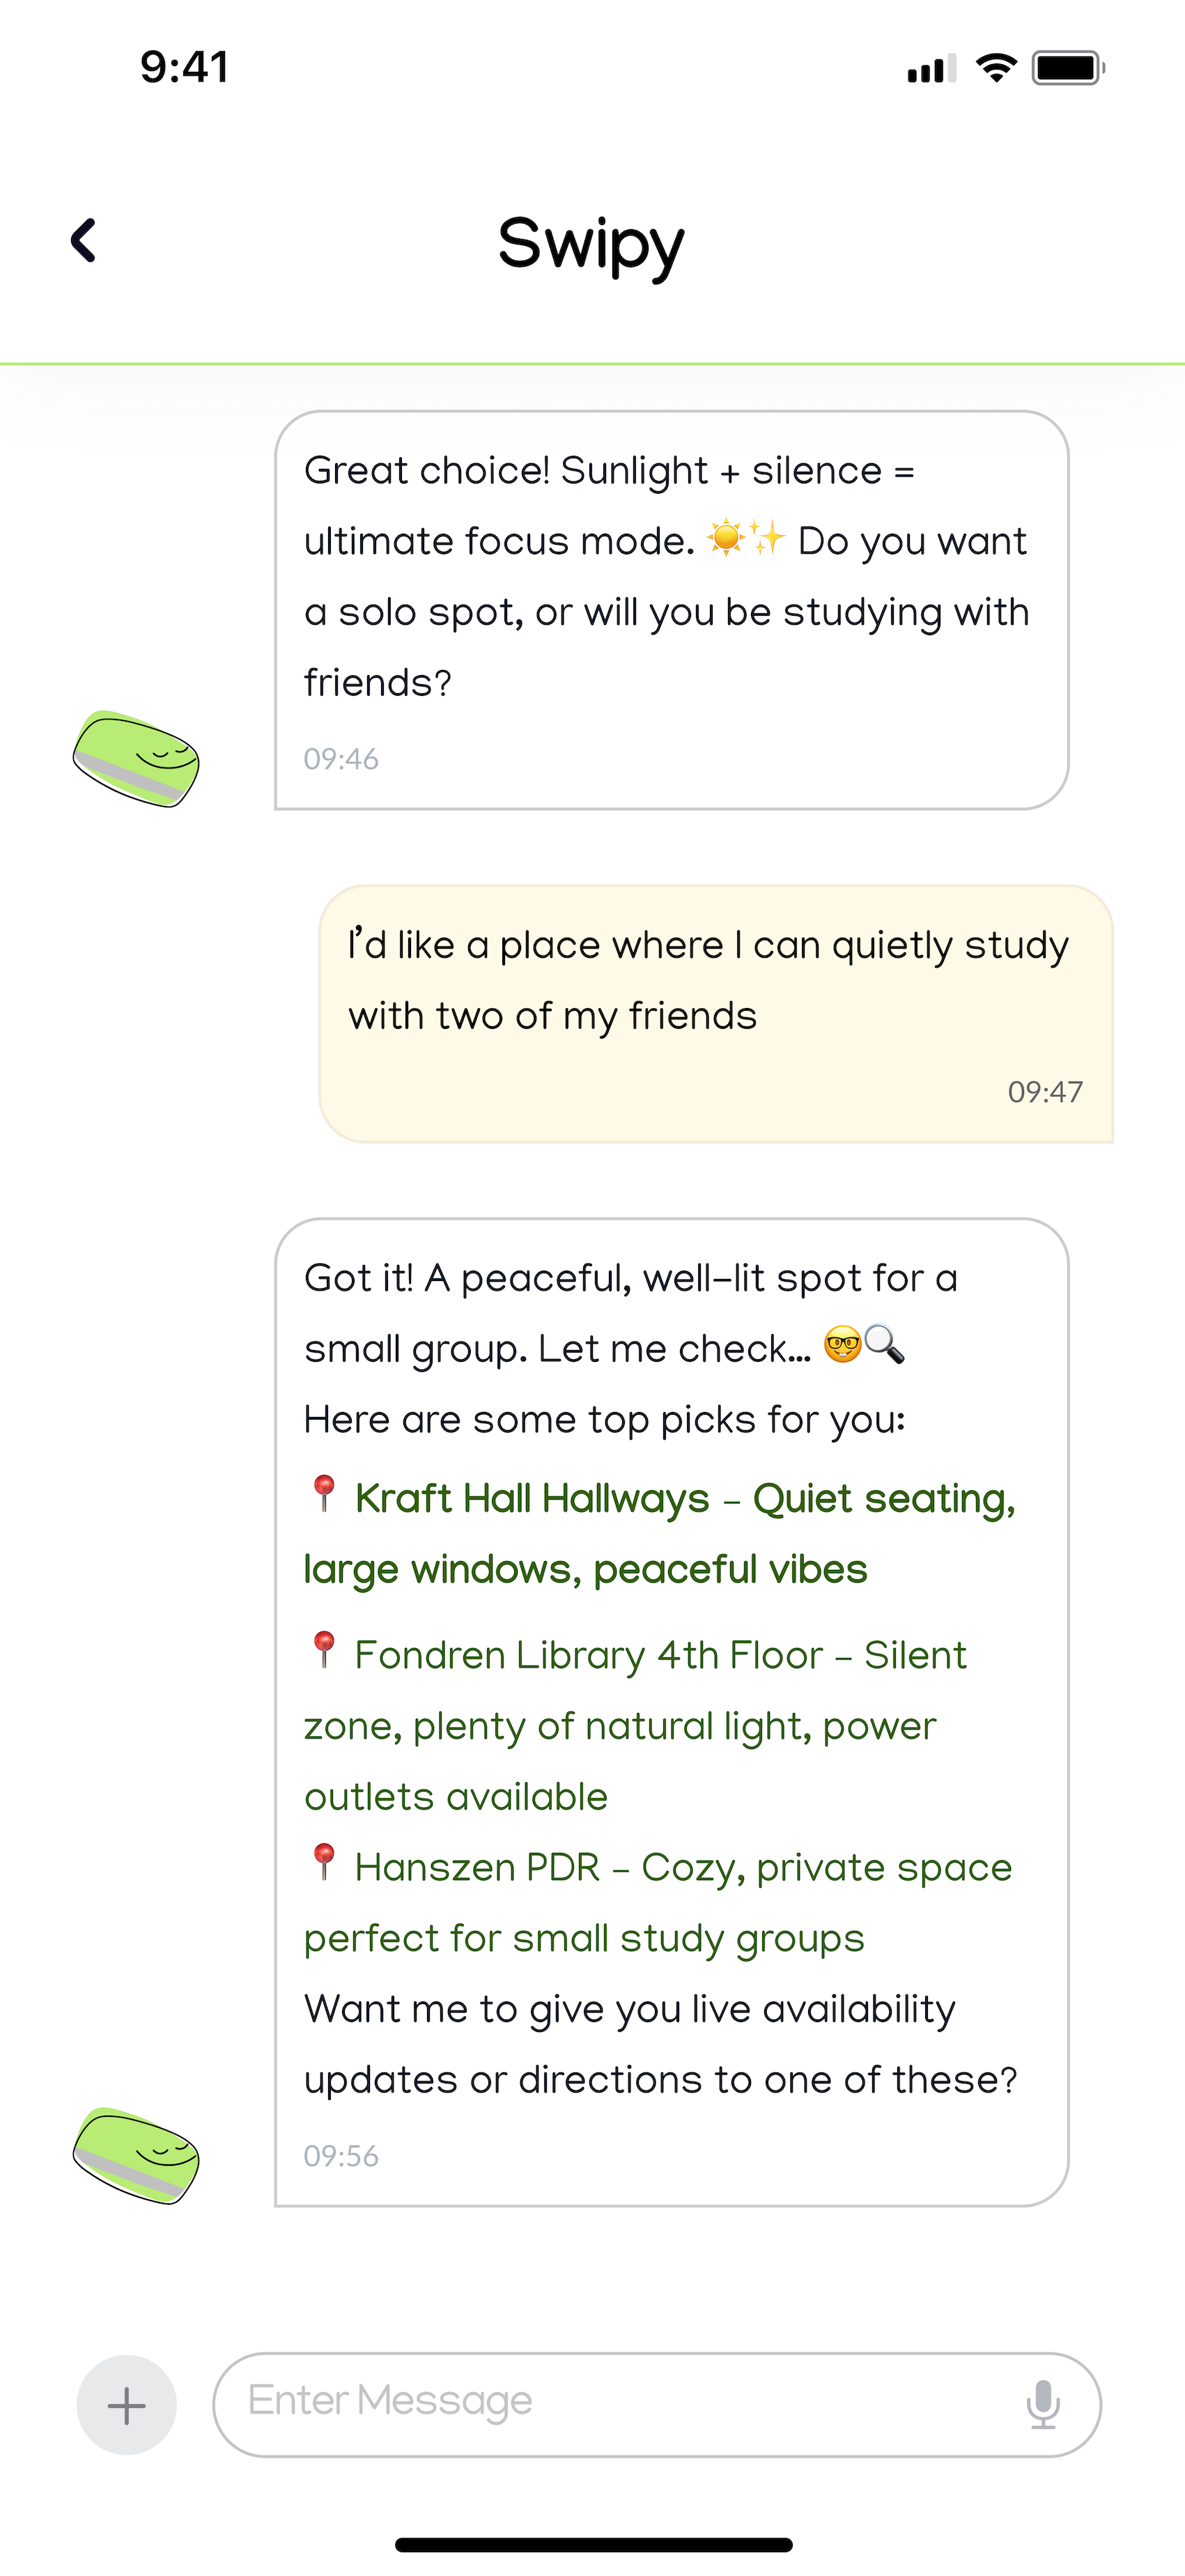 9:41
Swipy
Great choice! Sunlight + silence =
ultimate focus mode. ☀️✨ Do you want
a solo spot, or will you be studying with
friends?
09:46
I’d like a place where I can quietly study
with two of my friends
09:47
Got it! A peaceful, well-lit spot for a
small group. Let me check... 🤓🔍
Here are some top picks for you:
📍 Kraft Hall Hallways – Quiet seating,
large windows, peaceful vibes
📍 Fondren Library 4th Floor – Silent
zone, plenty of natural light, power
outlets available
📍 Hanszen PDR – Cozy, private space
perfect for small study groups
Want me to give you live availability
updates or directions to one of these?
09:56
Enter Message